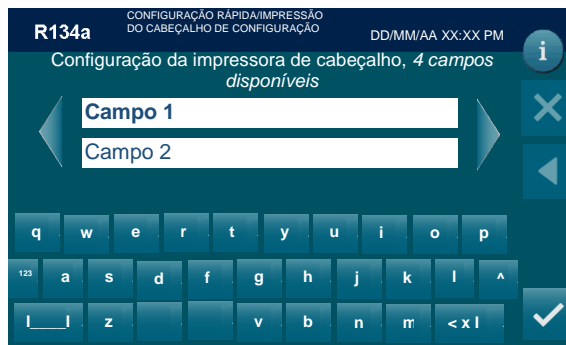 R134a
CONFIGURAÇÃO RÁPIDA/IMPRESSÃO
DO CABEÇALHO DE CONFIGURAÇÃO
DD/MM/AA XX:XX PM
i
Configuração da impressora de cabeçalho, 4 campos
disponíveis
Campo 1
Campo 2
q w e r t y u i o p
123 a s d f g h j k l ^
l___l z v b n m < x l